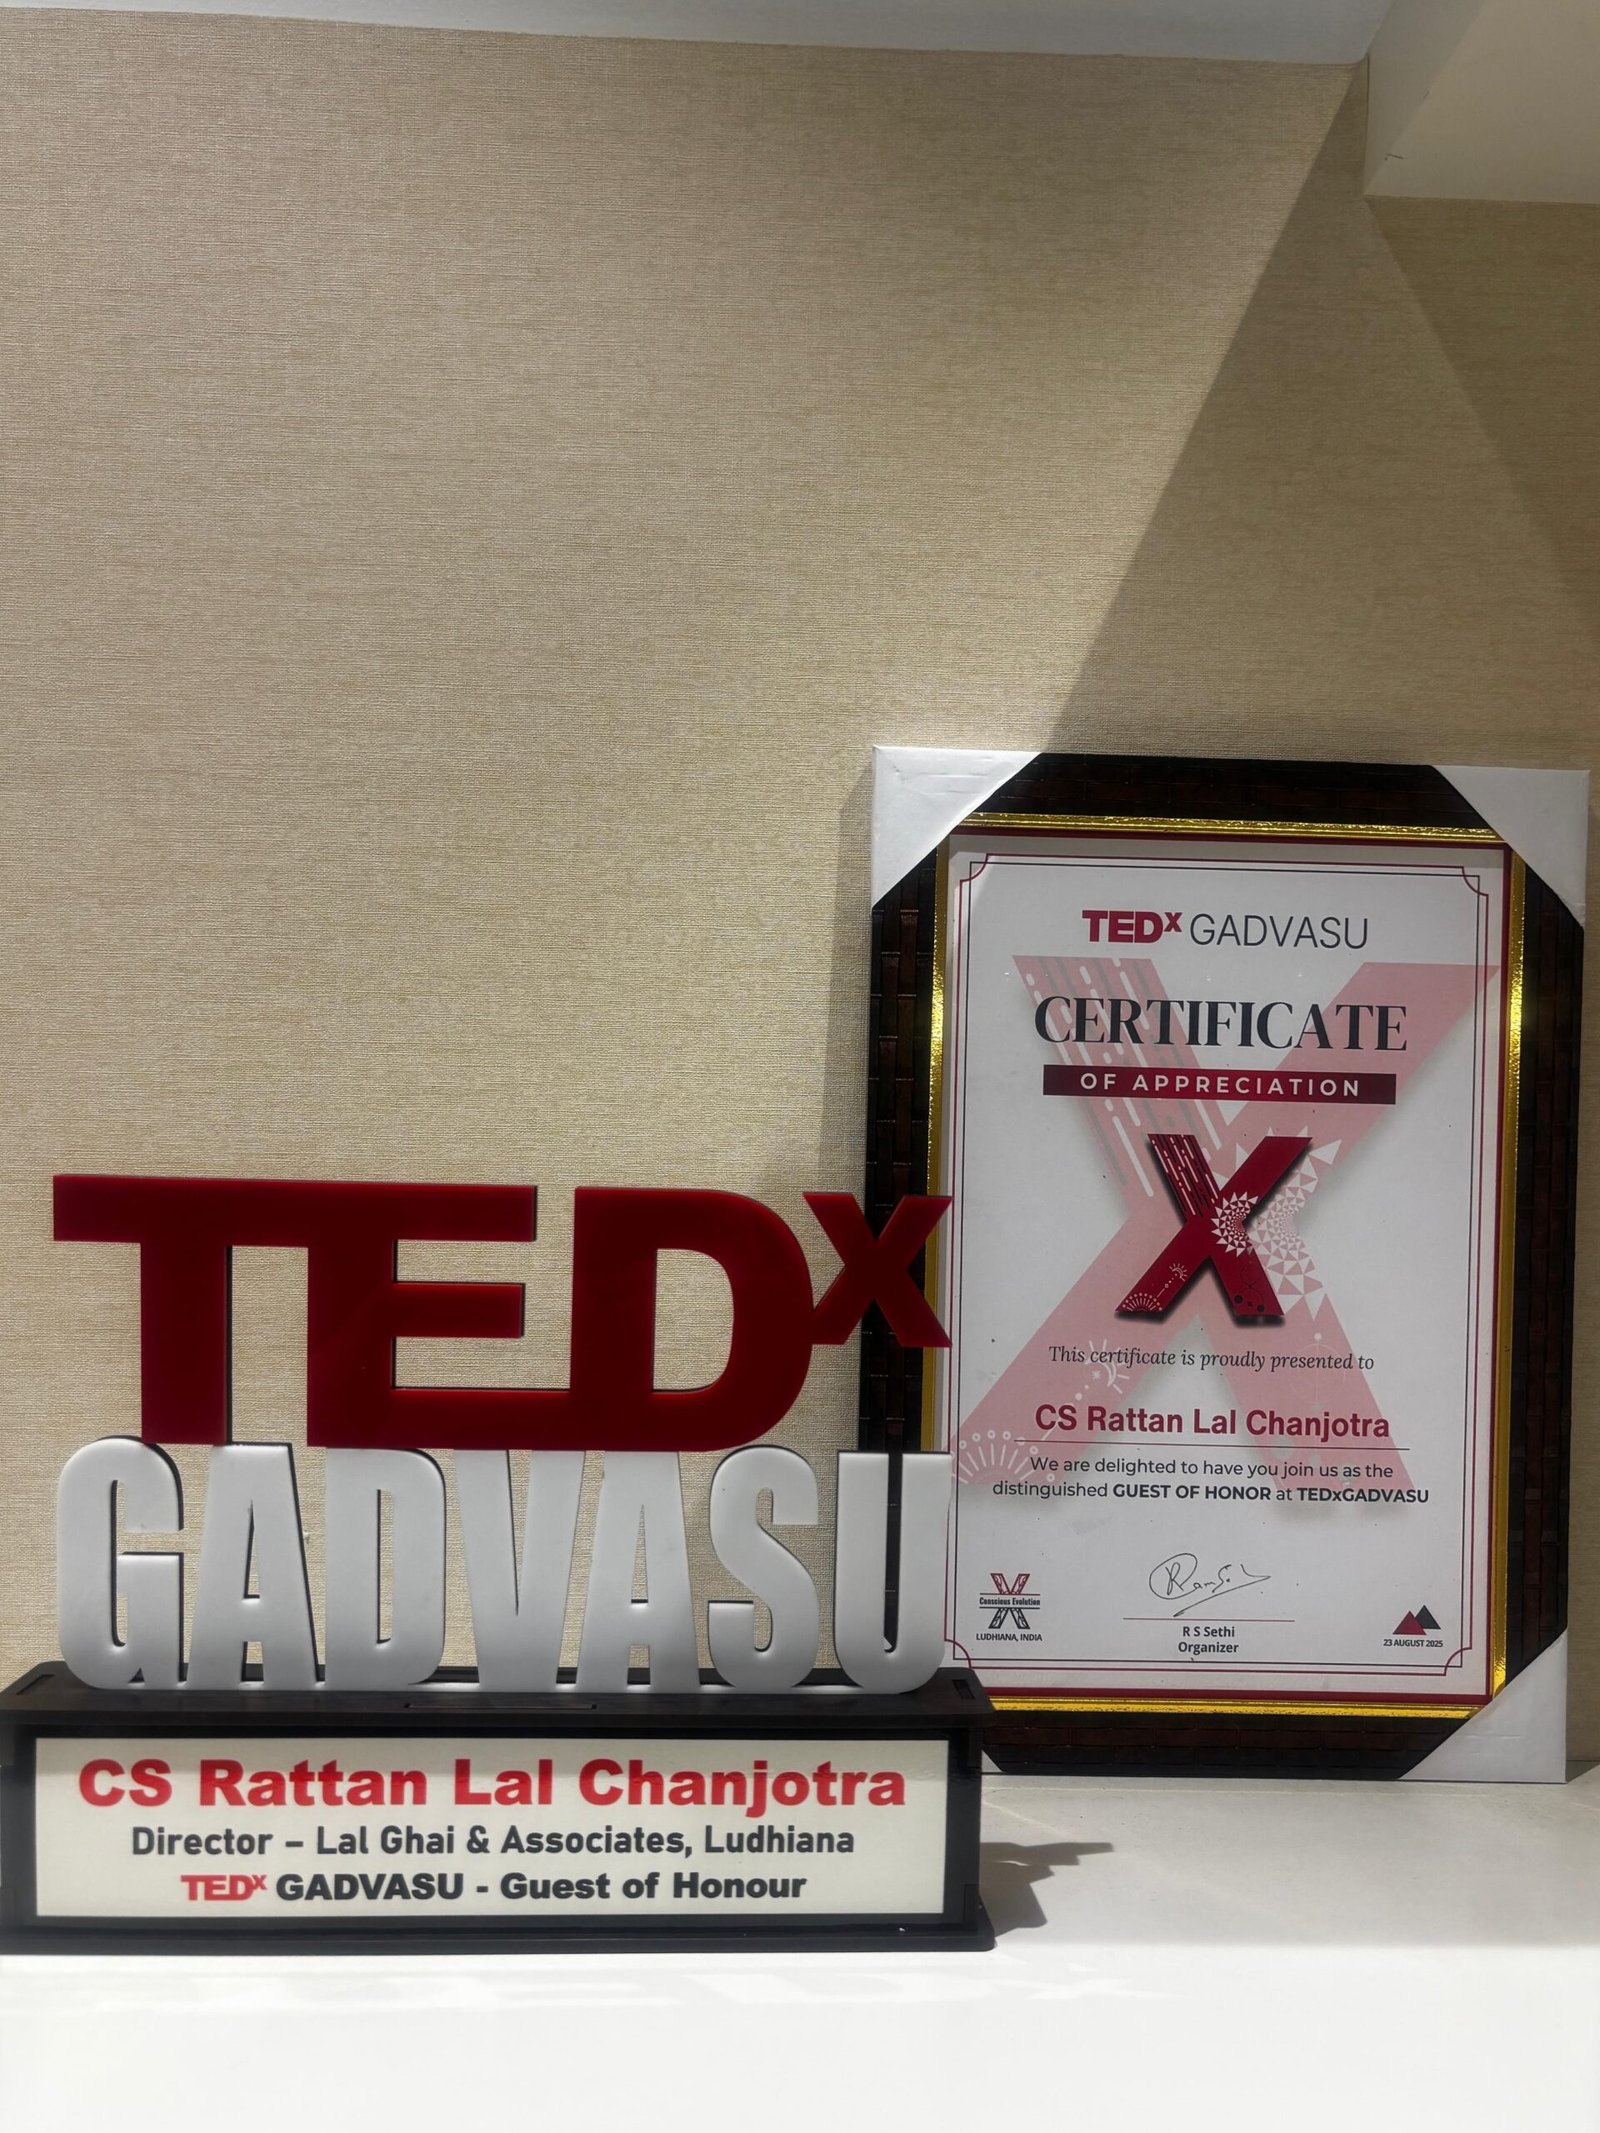 TEDx
GADVASU
CS Rattan Lal Chanjotra
Director – Lal Ghai & Associates, Ludhiana
TEDx GADVASU - Guest of Honour
TEDx GADVASU
CERTIFICATE
OF APPRECIATION
X
This certificate is proudly presented to
CS Rattan Lal Chanjotra
We are delighted to have you join us as the
distinguished GUEST OF HONOR at TEDxGADVASU
Conscious Evolution
LUDHIANA, INDIA
R S Sethi
Organizer
23 AUGUST 2025